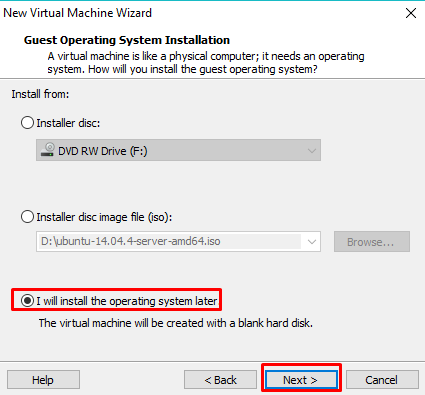 New Virtual Machine Wizard
Guest Operating System Installation
A virtual machine is like a physical computer; it needs an operating
system. How will you install the guest operating system?
Install from:
Installer disc:
DVD RW Drive (F:)
Installer disc image file (iso):
D:\ubuntu-14.04.4-server-amd64.iso
Browse...
I will install the operating system later
The virtual machine will be created with a blank hard disk.
Help
< Back
Next >
Cancel